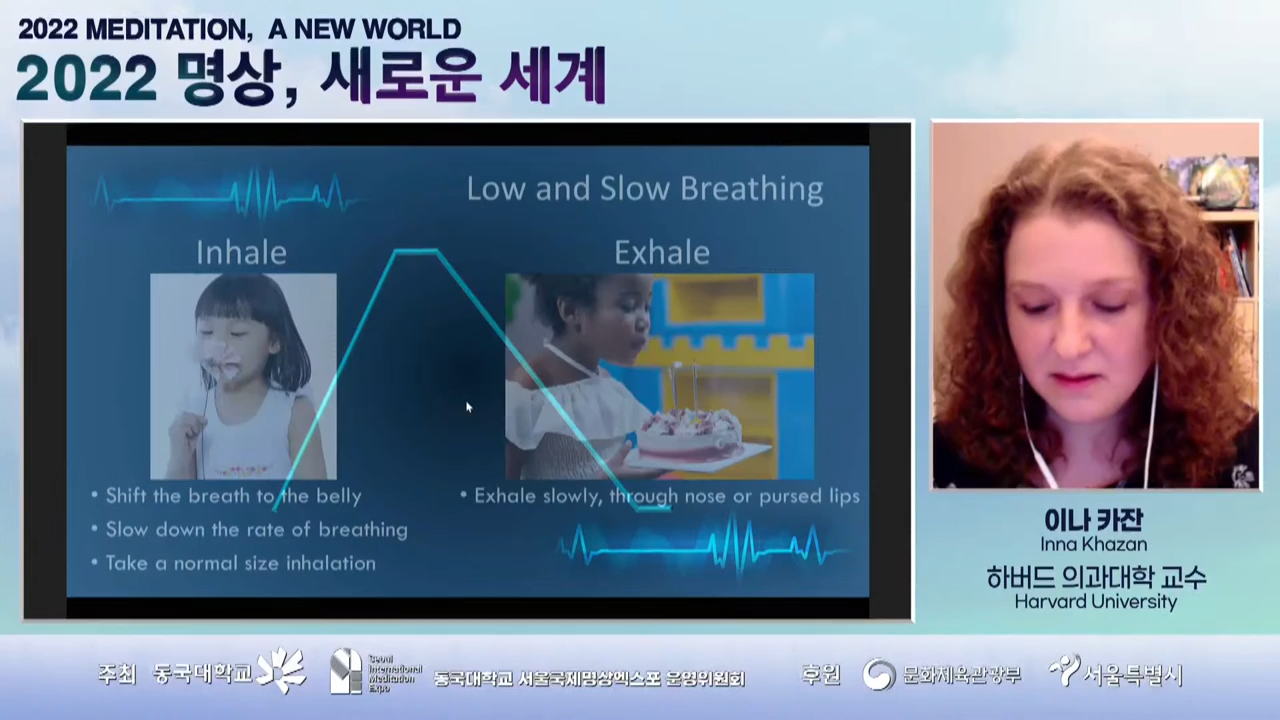 2022 MEDITATION, A NEW WORLD
2022 명상, 새로운 세계
Low and Slow Breathing
Inhale
Exhale
• Shift the breath to the belly
• Slow down the rate of breathing
• Take a normal size inhalation
• Exhale slowly, through nose or pursed lips
이나 카잔
Inna Khazan
하버드 의과대학 교수
Harvard University
주최 동국대학교
Seoul
International
Meditation
Expo
동국대학교 서울국제명상엑스포 운영위원회
후원 문화체육관광부 서울특별시